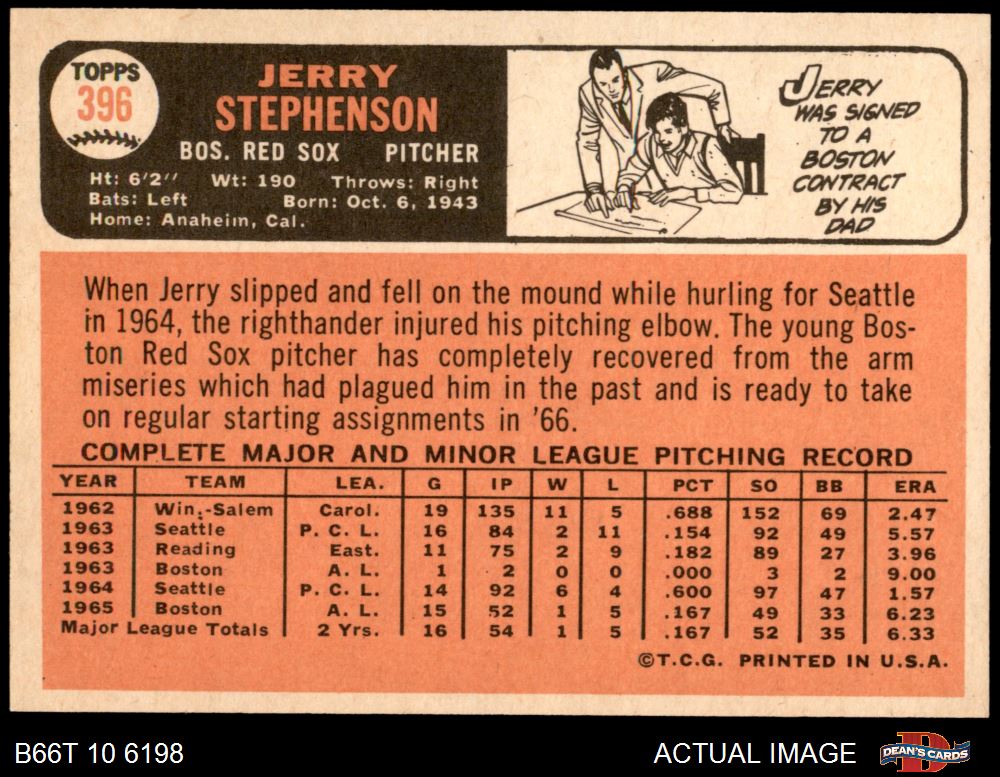 TOPPS
396
JERRY
STEPHENSON
BOS. RED SOX PITCHER
Ht: 6'2" Wt: 190 Throws: Right
Bats: Left Born: Oct. 6, 1943
Home: Anaheim, Cal.
JERRY
WAS SIGNED
TO A
BOSTON
CONTRACT
BY HIS
DAD
When Jerry slipped and fell on the mound while hurling for Seattle
in 1964, the righthander injured his pitching elbow. The young Bos-
ton Red Sox pitcher has completely recovered from the arm
miseries which had plagued him in the past and is ready to take
on regular starting assignments in '66.
COMPLETE MAJOR AND MINOR LEAGUE PITCHING RECORD
YEAR TEAM LEA. G IP W L PCT SO BB ERA
1962 Win.-Salem Carol. 19 135 11 5 .688 152 69 2.47
1963 Seattle P. C. L. 16 84 2 11 .154 92 49 5.57
1963 Reading East. 11 75 2 9 .182 89 27 3.96
1963 Boston A. L. 1 2 0 0 .000 3 2 9.00
1964 Seattle P. C. L. 14 92 6 4 .600 97 47 1.57
1965 Boston A. L. 15 52 1 5 .167 49 33 6.23
Major League Totals 2 Yrs. 16 54 1 5 .167 52 35 6.33
©T.C.G. PRINTED IN U.S.A.
B66T 10 6198 ACTUAL IMAGE DEAN'S CARDS